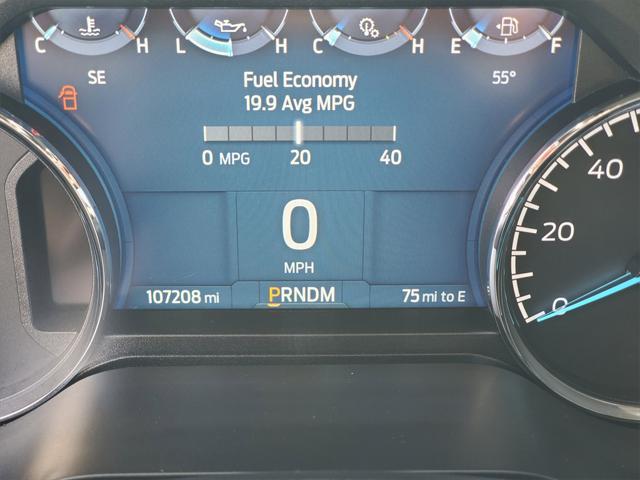 C H L H C H E F
SE Fuel Economy 55°
19.9 Avg MPG
0 MPG 20 40
40
20
0
0
MPH
107208 mi PRNDM 75 mi to E